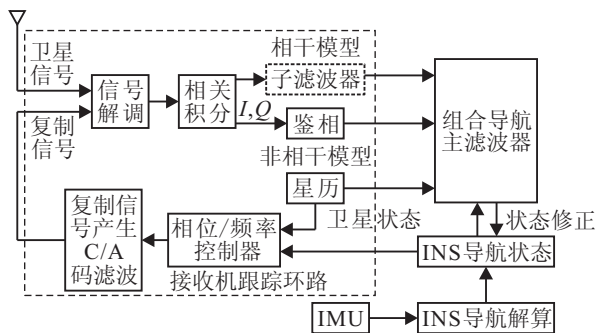 卫星
信号
复制
信号
信号
解调
相关
积分
I,Q
相干模型
子滤波器
鉴相
非相干模型
星历
卫星状态
组合导航
主滤波器
状态修正
复制信
号产生
C/A
码滤波
相位/频率
控制器
接收机跟踪环路
INS导航状态
IMU
INS导航解算